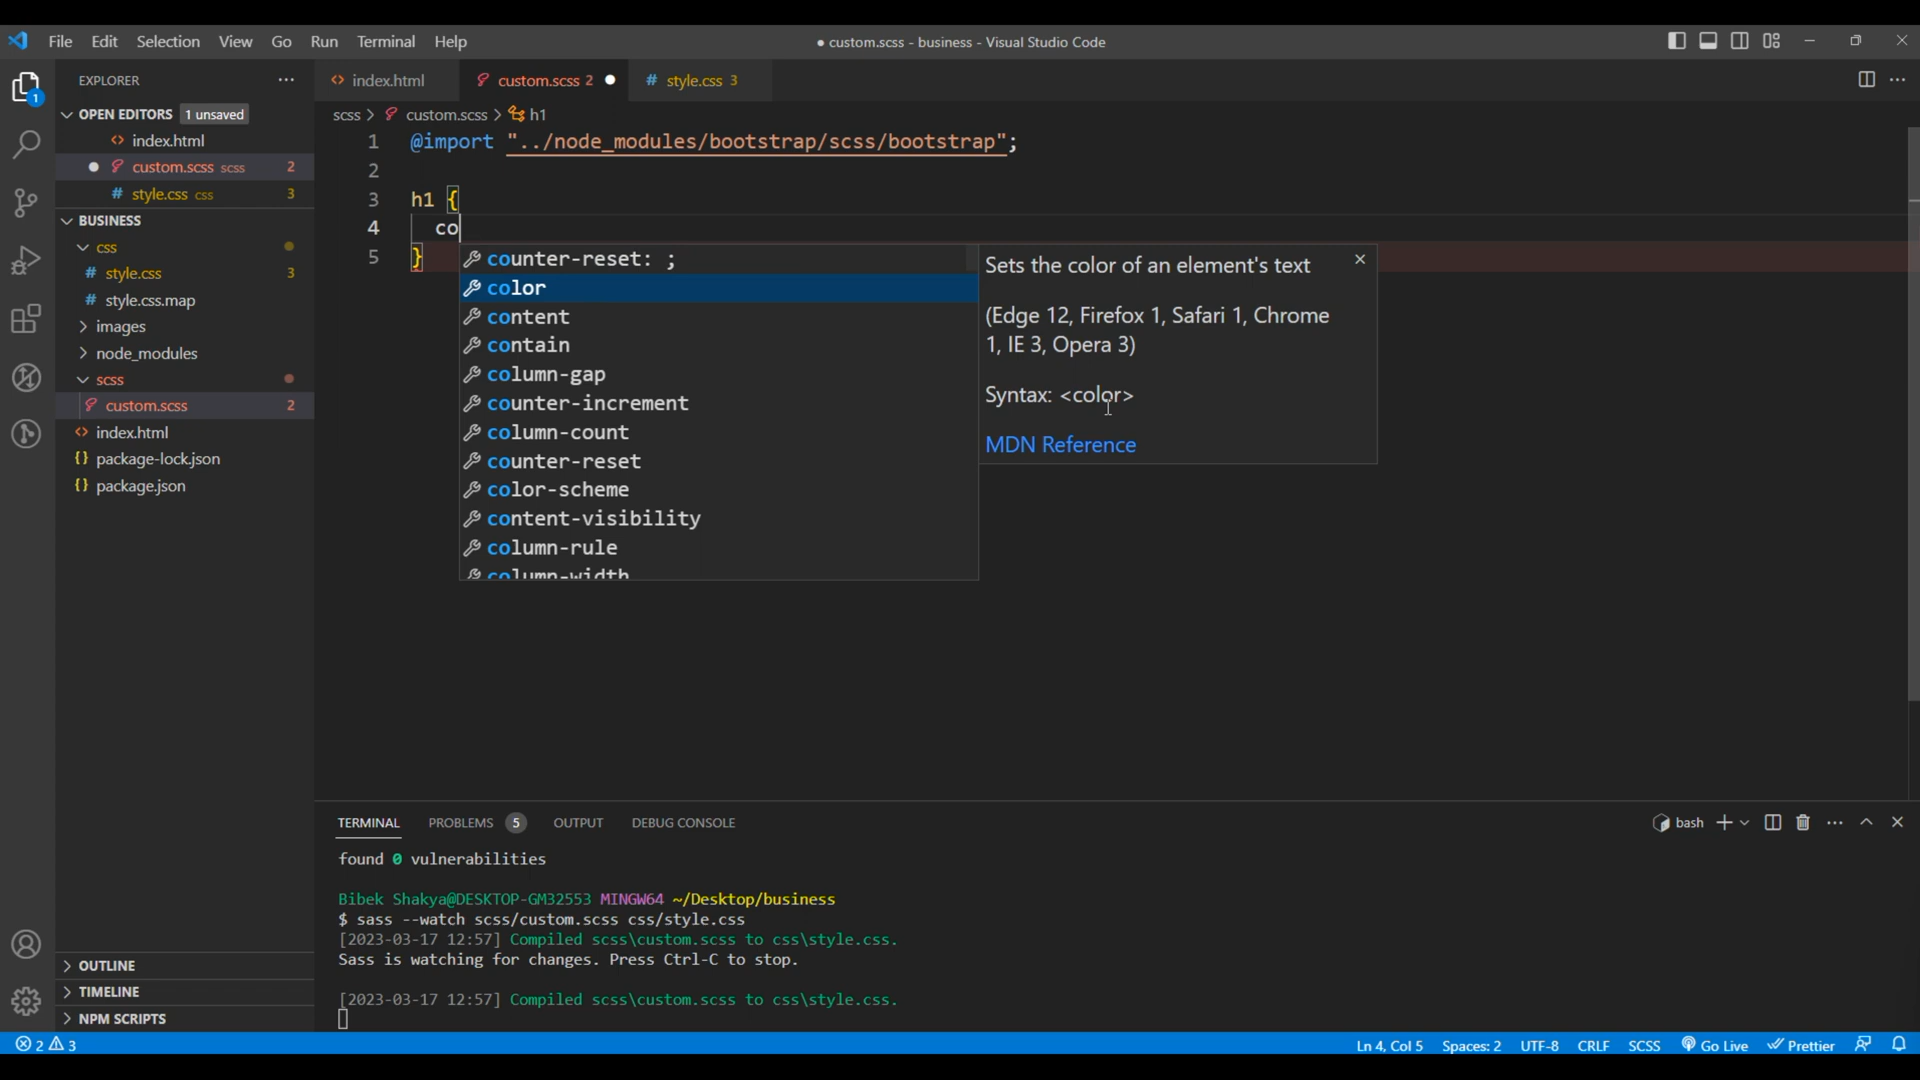 File Edit Selection View Go Run Terminal Help
● custom.scss - business - Visual Studio Code
1
EXPLORER
OPEN EDITORS 1 unsaved
index.html
custom.scss scss 2
style.css css 3
BUSINESS
css
style.css 3
style.css.map
images
node_modules
scss
custom.scss 2
index.html
package-lock.json
package.json
OUTLINE
TIMELINE
NPM SCRIPTS
index.html custom.scss 2 style.css 3
scss > custom.scss > h1
1 @import "../node_modules/bootstrap/scss/bootstrap";
2
3 h1 {
4 co
5 }
counter-reset: ;
color
content
contain
column-gap
counter-increment
column-count
counter-reset
color-scheme
content-visibility
column-rule
column-width
Sets the color of an element's text
(Edge 12, Firefox 1, Safari 1, Chrome
1, IE 3, Opera 3)
Syntax: <color>
MDN Reference
TERMINAL PROBLEMS 5 OUTPUT DEBUG CONSOLE
bash
found 0 vulnerabilities
Bibek Shakya@DESKTOP-GM32553 MINGW64 ~/Desktop/business
$ sass --watch scss/custom.scss css/style.css
[2023-03-17 12:57] Compiled scss\custom.scss to css\style.css.
Sass is watching for changes. Press Ctrl-C to stop.
[2023-03-17 12:57] Compiled scss\custom.scss to css\style.css.
2 3
Ln 4, Col 5 Spaces: 2 UTF-8 CRLF SCSS Go Live Prettier